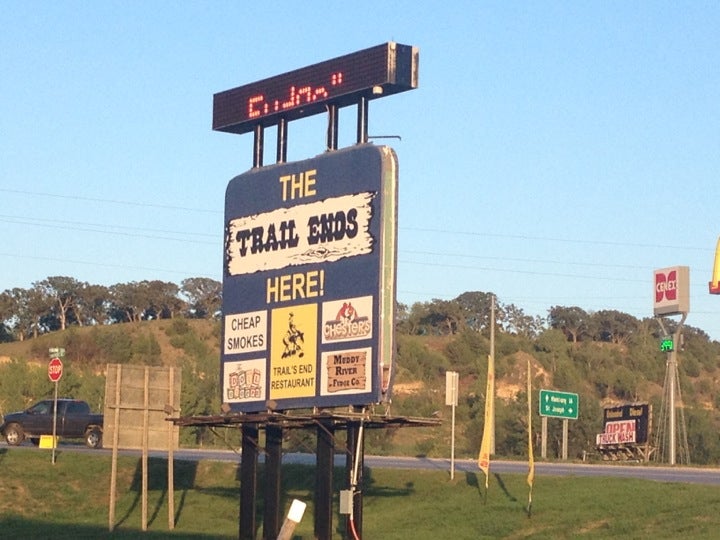 THE
TRAIL ENDS
HERE!
CHEAP
SMOKES
CHESTER'S
TRAIL'S END
RESTAURANT
MUDDY
RIVER
FUDGE CO.
STOP
CENEX
St Joseph
Diesel
OPEN
TRUCK WASH